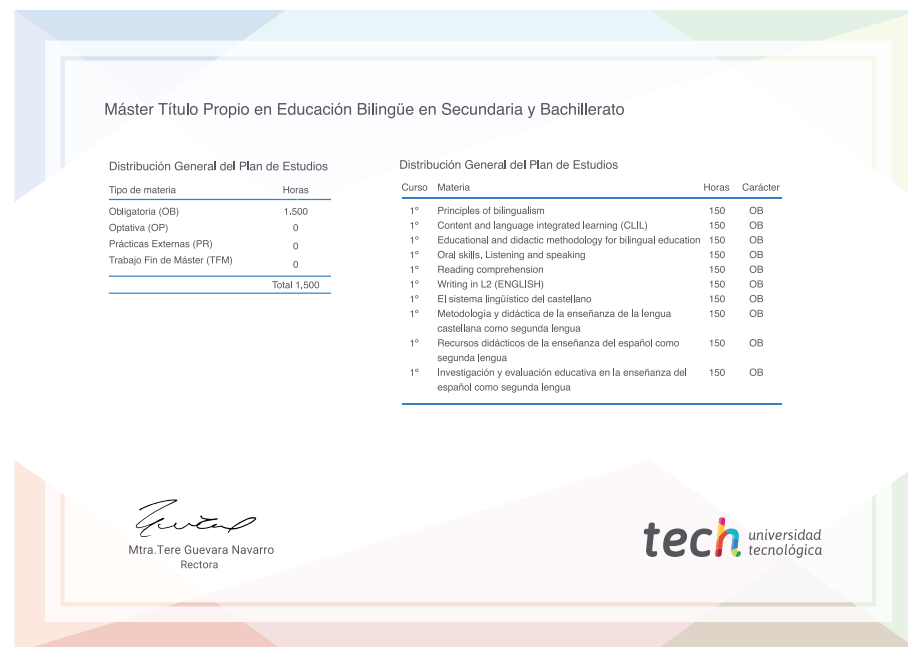 Máster Título Propio en Educación Bilingüe en Secundaria y Bachillerato
Distribución General del Plan de Estudios
Tipo de materia Horas
Obligatoria (OB) 1.500
Optativa (OP) 0
Prácticas Externas (PR) 0
Trabajo Fin de Máster (TFM) 0
Total 1,500
Distribución General del Plan de Estudios
Curso Materia Horas Carácter
1º Principles of bilingualism 150 OB
1º Content and language integrated learning (CLIL) 150 OB
1º Educational and didactic methodology for bilingual education 150 OB
1º Oral skills, Listening and speaking 150 OB
1º Reading comprehension 150 OB
1º Writing in L2 (ENGLISH) 150 OB
1º El sistema lingüístico del castellano 150 OB
1º Metodología y didáctica de la enseñanza de la lengua 150 OB
castellana como segunda lengua
1º Recursos didácticos de la enseñanza del español como 150 OB
segunda lengua
1º Investigación y evaluación educativa en la enseñanza del 150 OB
español como segunda lengua
Mtra.Tere Guevara Navarro
Rectora
tech universidad
tecnológica